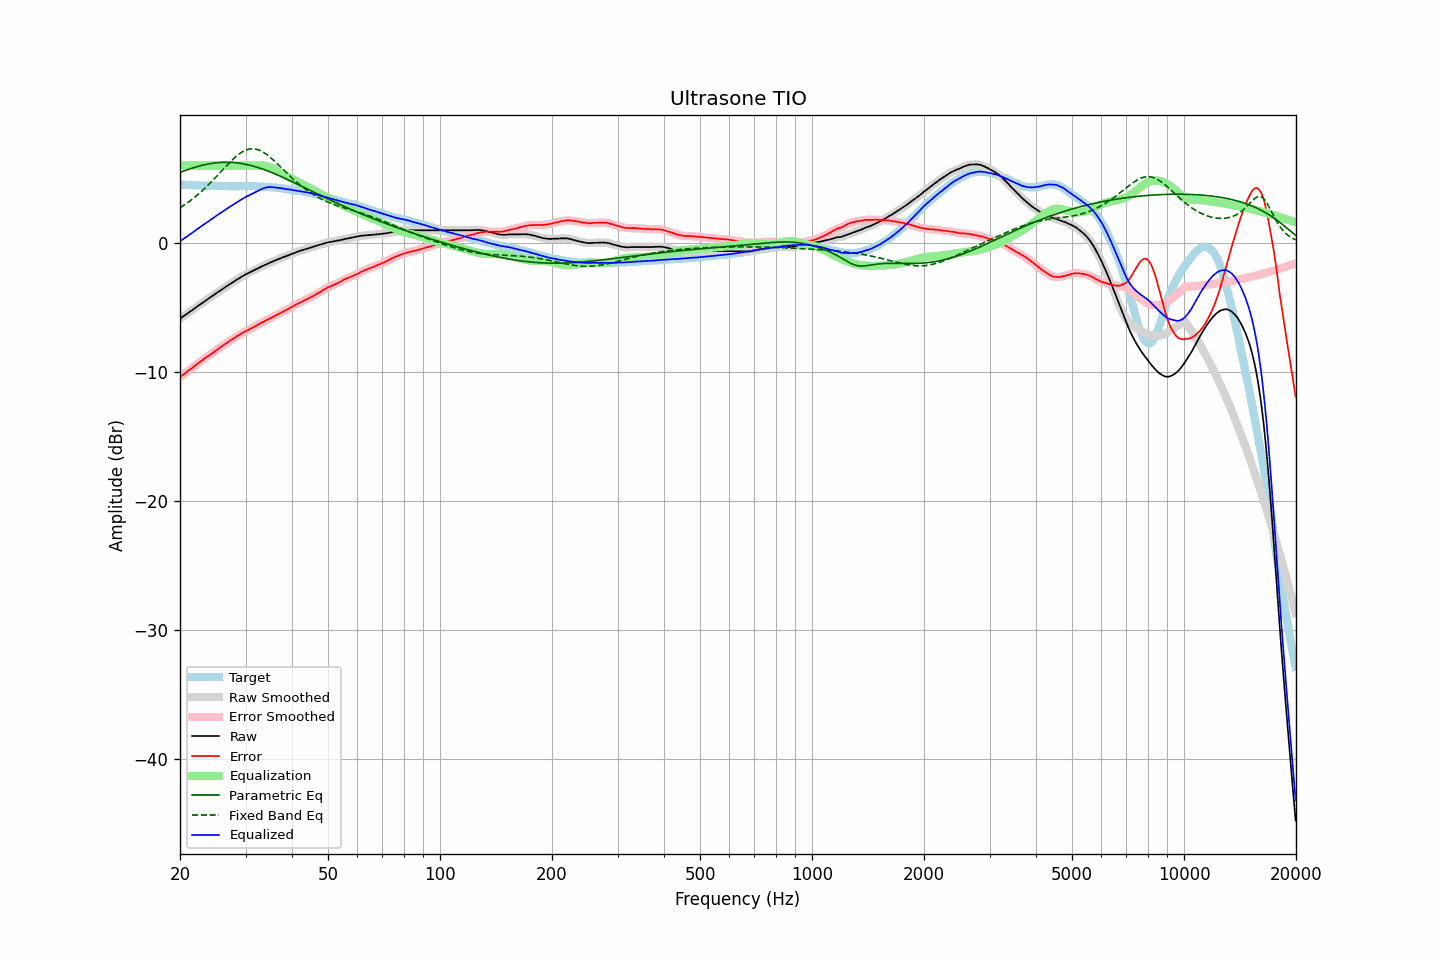 Ultrasone TIO
Amplitude (dBr)
0
−10
−20
−30
−40
Target
Raw Smoothed
Error Smoothed
Raw
Error
Equalization
Parametric Eq
Fixed Band Eq
Equalized
20 50 100 200 500 1000 2000 5000 10000 20000
Frequency (Hz)